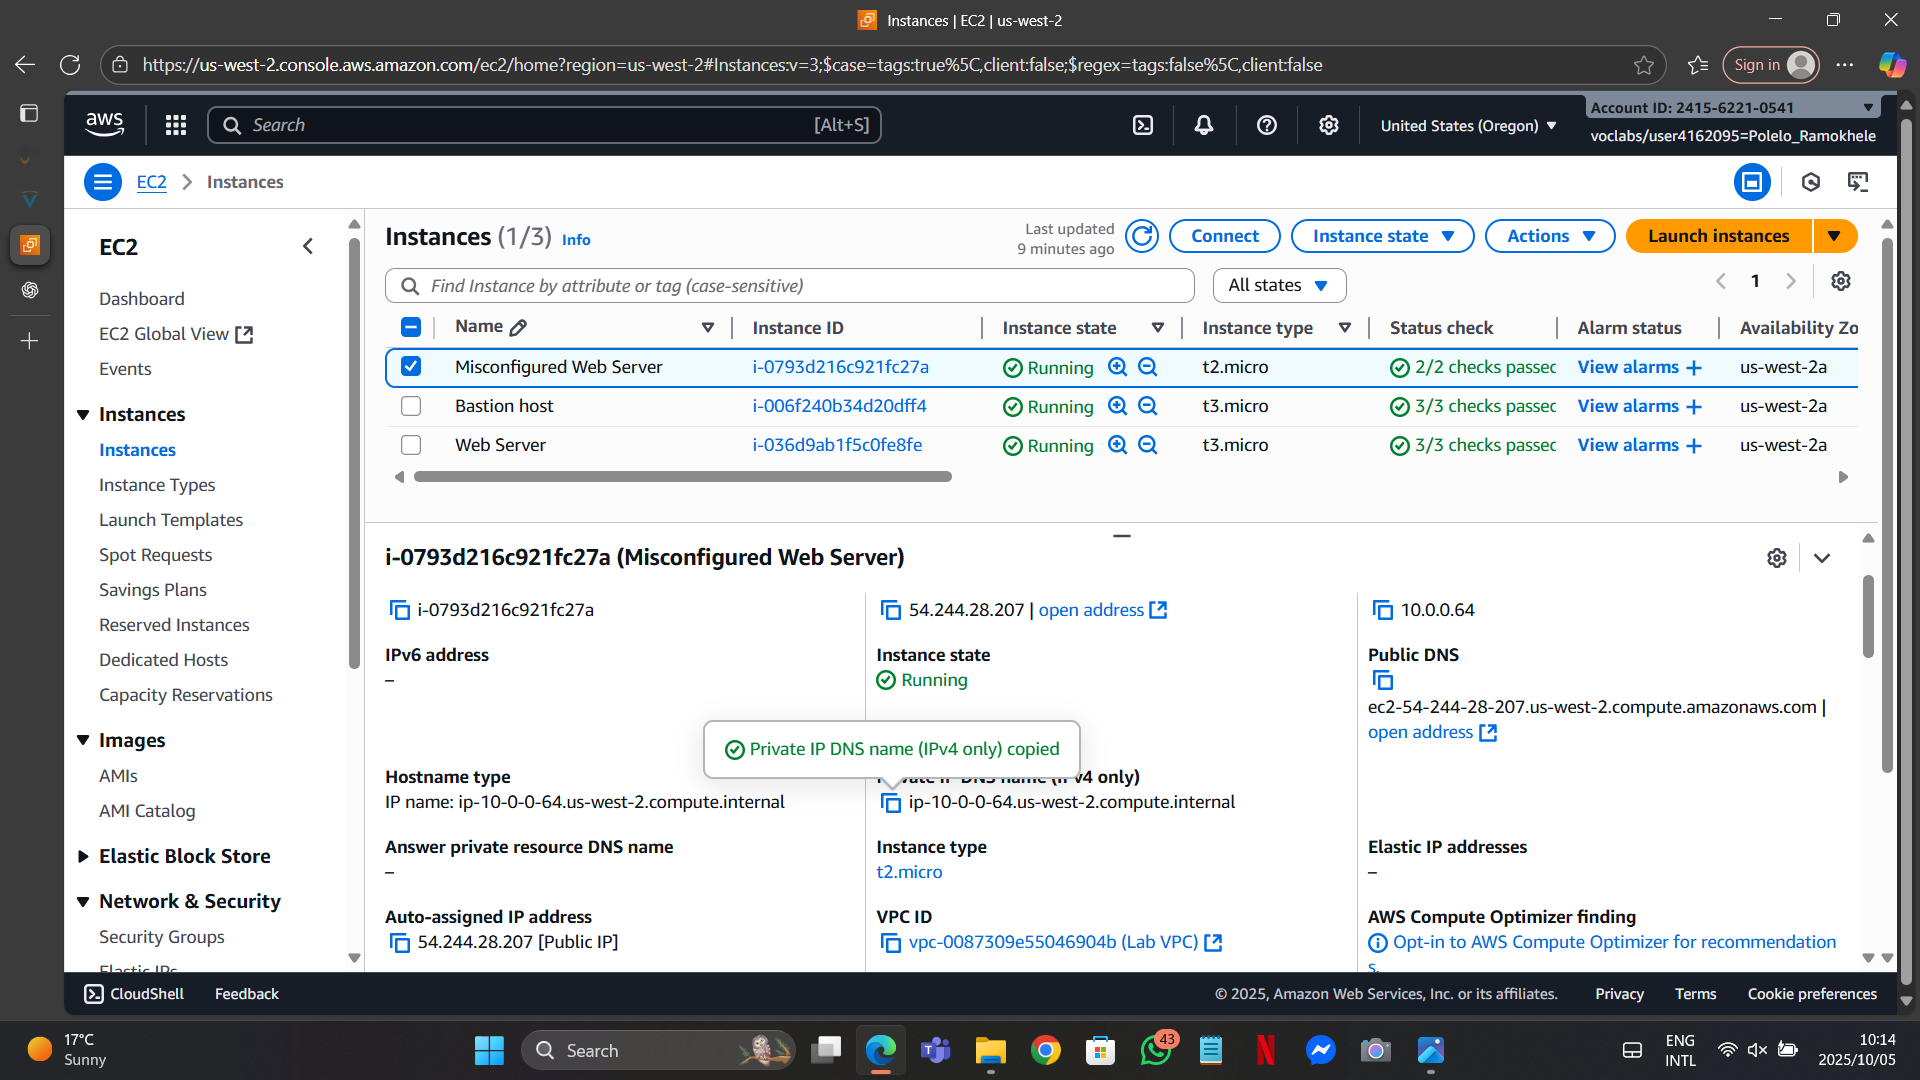 Instances | EC2 | us-west-2
https://us-west-2.console.aws.amazon.com/ec2/home?region=us-west-2#Instances:v=3;$case=tags:true%5C,client:false;$regex=tags:false%5C,client:false
Sign in
aws
Search
[Alt+S]
United States (Oregon)
Account ID: 2415-6221-0541
voclabs/user4162095=Polelo_Ramokhele
EC2
Instances
EC2
Dashboard
EC2 Global View
Events
Instances
Instances
Instance Types
Launch Templates
Spot Requests
Savings Plans
Reserved Instances
Dedicated Hosts
Capacity Reservations
Images
AMIs
AMI Catalog
Elastic Block Store
Network & Security
Security Groups
Elastic IPs
Instances (1/3) Info
Last updated
9 minutes ago
Connect
Instance state
Actions
Launch instances
Find Instance by attribute or tag (case-sensitive)
All states
1
Name Instance ID Instance state Instance type Status check Alarm status Availability Zo
Misconfigured Web Server i-0793d216c921fc27a Running t2.micro 2/2 checks passec View alarms + us-west-2a
Bastion host i-006f240b34d20dff4 Running t3.micro 3/3 checks passec View alarms + us-west-2a
Web Server i-036d9ab1f5c0fe8fe Running t3.micro 3/3 checks passec View alarms + us-west-2a
i-0793d216c921fc27a (Misconfigured Web Server)
i-0793d216c921fc27a
54.244.28.207 | open address
10.0.0.64
IPv6 address
–
Instance state
Running
Public DNS
ec2-54-244-28-207.us-west-2.compute.amazonaws.com |
open address
Private IP DNS name (IPv4 only) copied
Hostname type
IP name: ip-10-0-0-64.us-west-2.compute.internal
Private IP DNS name (IPv4 only)
ip-10-0-0-64.us-west-2.compute.internal
Answer private resource DNS name
–
Instance type
t2.micro
Elastic IP addresses
–
Auto-assigned IP address
54.244.28.207 [Public IP]
VPC ID
vpc-0087309e55046904b (Lab VPC)
AWS Compute Optimizer finding
Opt-in to AWS Compute Optimizer for recommendation
s.
CloudShell
Feedback
© 2025, Amazon Web Services, Inc. or its affiliates.
Privacy
Terms
Cookie preferences
17°C
Sunny
Search
43
ENG
INTL
10:14
2025/10/05